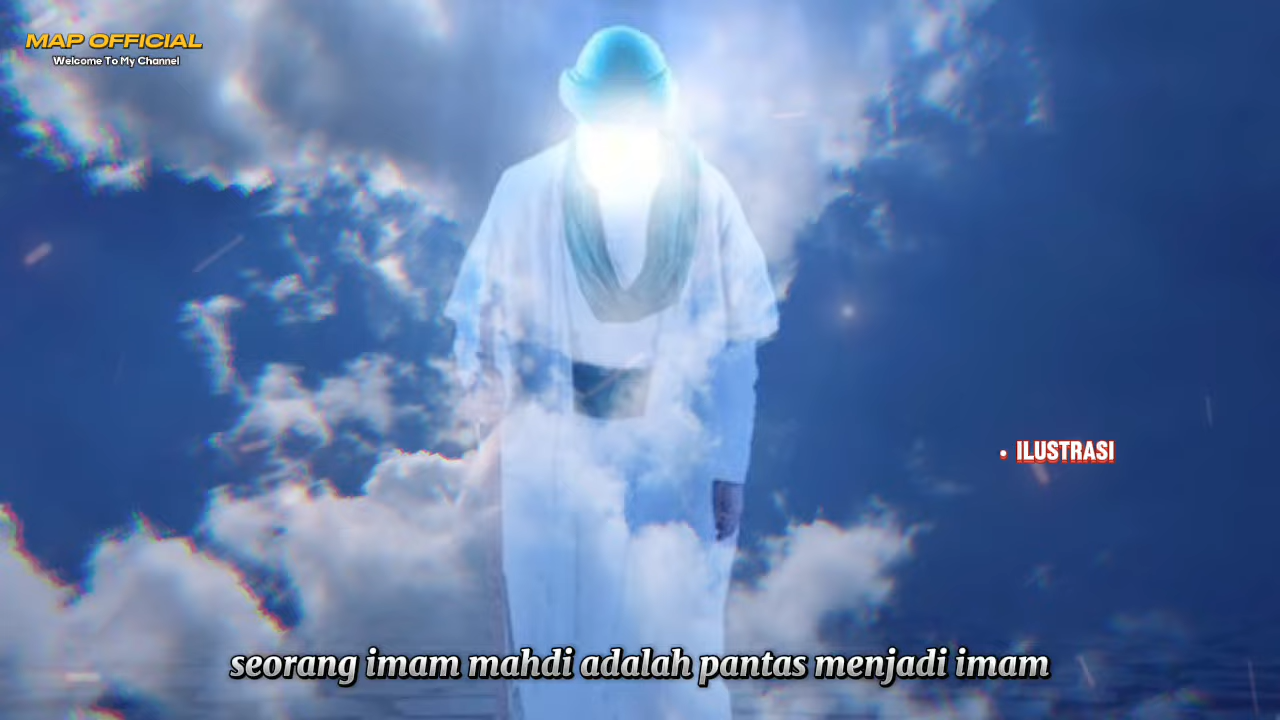 MAP OFFICIAL
Welcome To My Channel
• ILUSTRASI
seorang imam mahdi adalah pantas menjadi imam